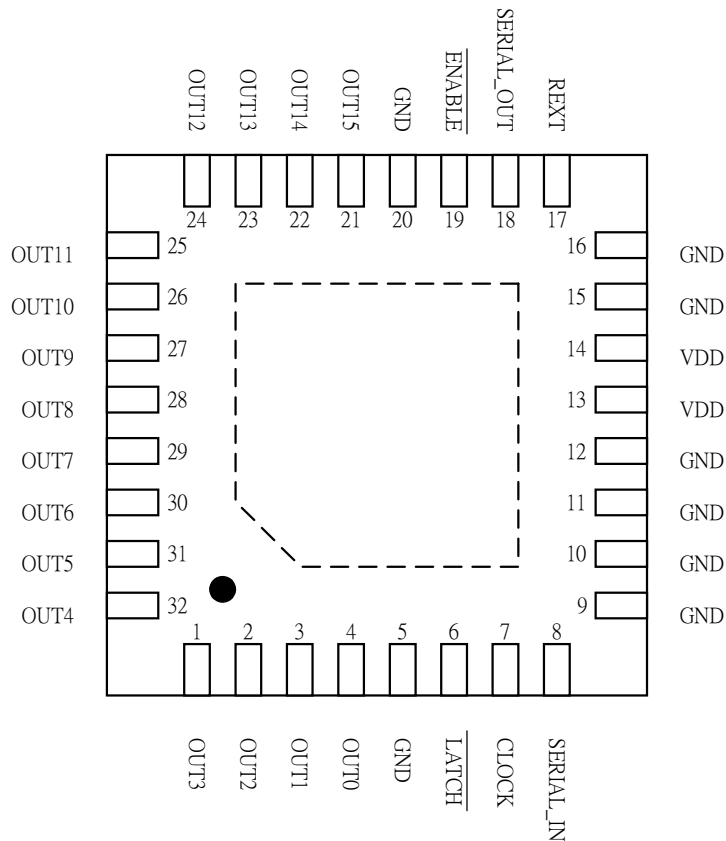 OUT12 OUT13 OUT14 OUT15 GND ENABLE SERIAL_OUT REXT
24 23 22 21 20 19 18 17
OUT11 25 16 GND
OUT10 26 15 GND
OUT9 27 14 VDD
OUT8 28 13 VDD
OUT7 29 12 GND
OUT6 30 11 GND
OUT5 31 10 GND
OUT4 32 9 GND
1 2 3 4 5 6 7 8
OUT3 OUT2 OUT1 OUT0 GND LATCH CLOCK SERIAL_IN